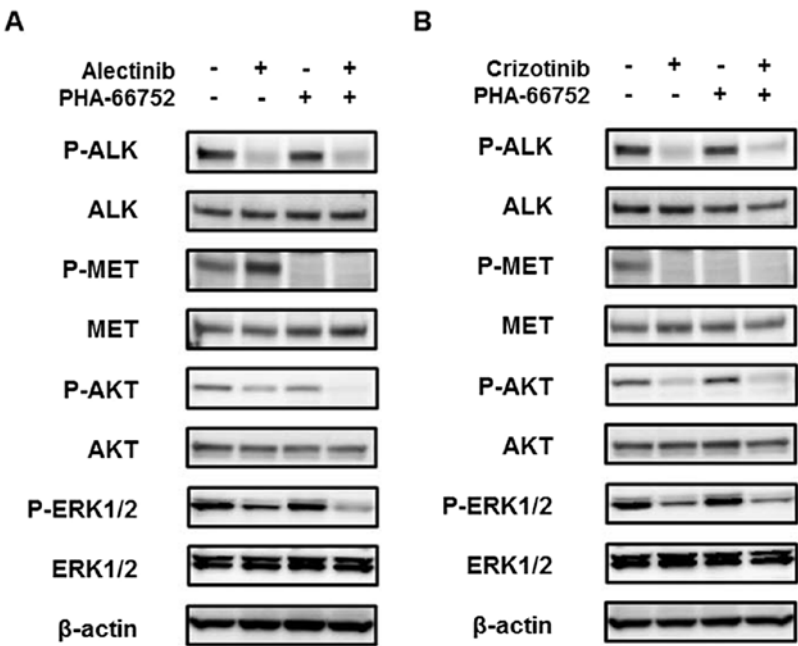 A
Alectinib - + - +
PHA-66752 - - + +
P-ALK
ALK
P-MET
MET
P-AKT
AKT
P-ERK1/2
ERK1/2
β-actin
B
Crizotinib - + - +
PHA-66752 - - + +
P-ALK
ALK
P-MET
MET
P-AKT
AKT
P-ERK1/2
ERK1/2
β-actin